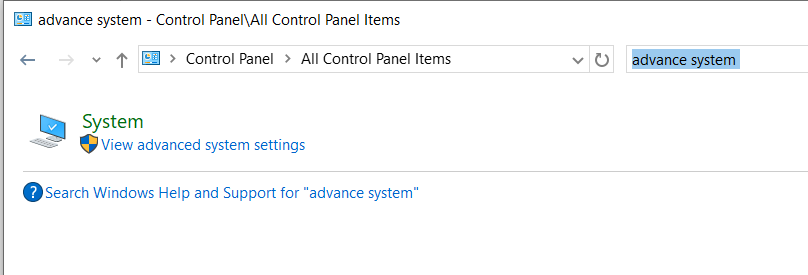 advance system - Control Panel\All Control Panel Items
Control Panel > All Control Panel Items
advance system
System
View advanced system settings
? Search Windows Help and Support for "advance system"